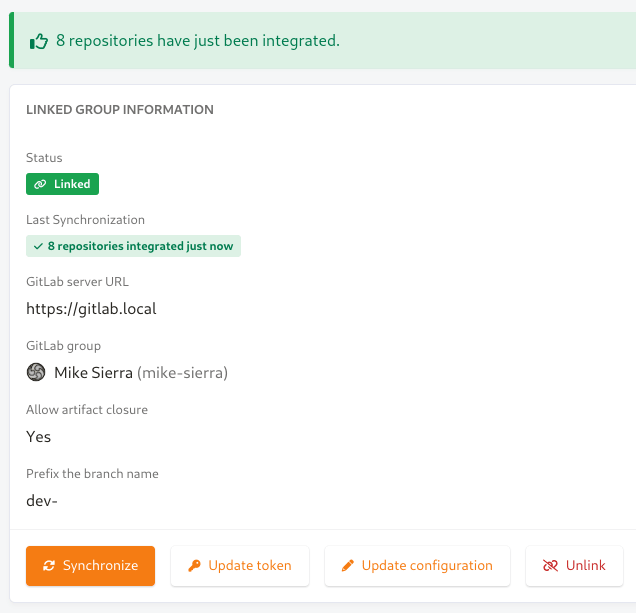 8 repositories have just been integrated.
LINKED GROUP INFORMATION
Status
Linked
Last Synchronization
8 repositories integrated just now
GitLab server URL
https://gitlab.local
GitLab group
Mike Sierra (mike-sierra)
Allow artifact closure
Yes
Prefix the branch name
dev-
Synchronize Update token Update configuration Unlink